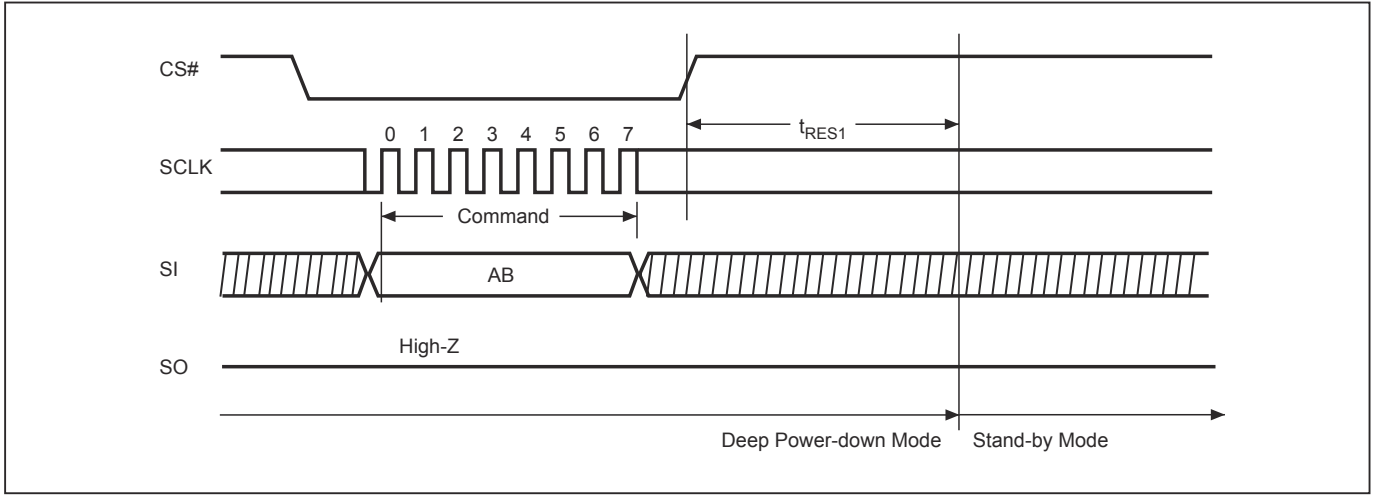 CS#
tRES1
0 1 2 3 4 5 6 7
SCLK
Command
SI
AB
High-Z
SO
Deep Power-down Mode Stand-by Mode